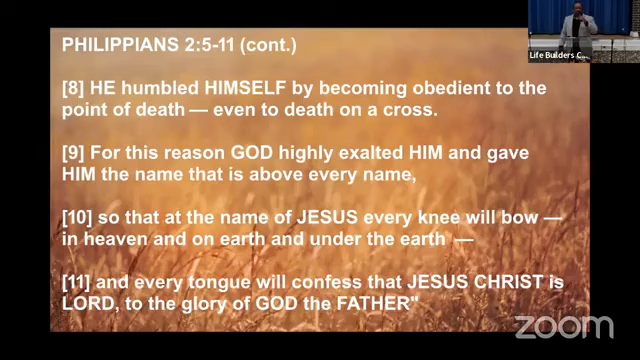 PHILIPPIANS 2:5-11 (cont.)
[8] HE humbled HIMSELF by becoming obedient to the
point of death — even to death on a cross.
[9] For this reason GOD highly exalted HIM and gave
HIM the name that is above every name,
[10] so that at the name of JESUS every knee will bow —
in heaven and on earth and under the earth —
[11] and every tongue will confess that JESUS CHRIST is
LORD, to the glory of GOD the FATHER"
Life Builders C...
zoom